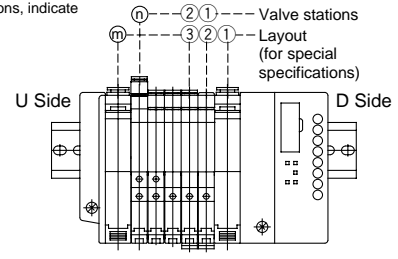 ons, indicate
n 2 1 Valve stations
m 3 2 1 Layout
(for special
specifications)
U Side D Side